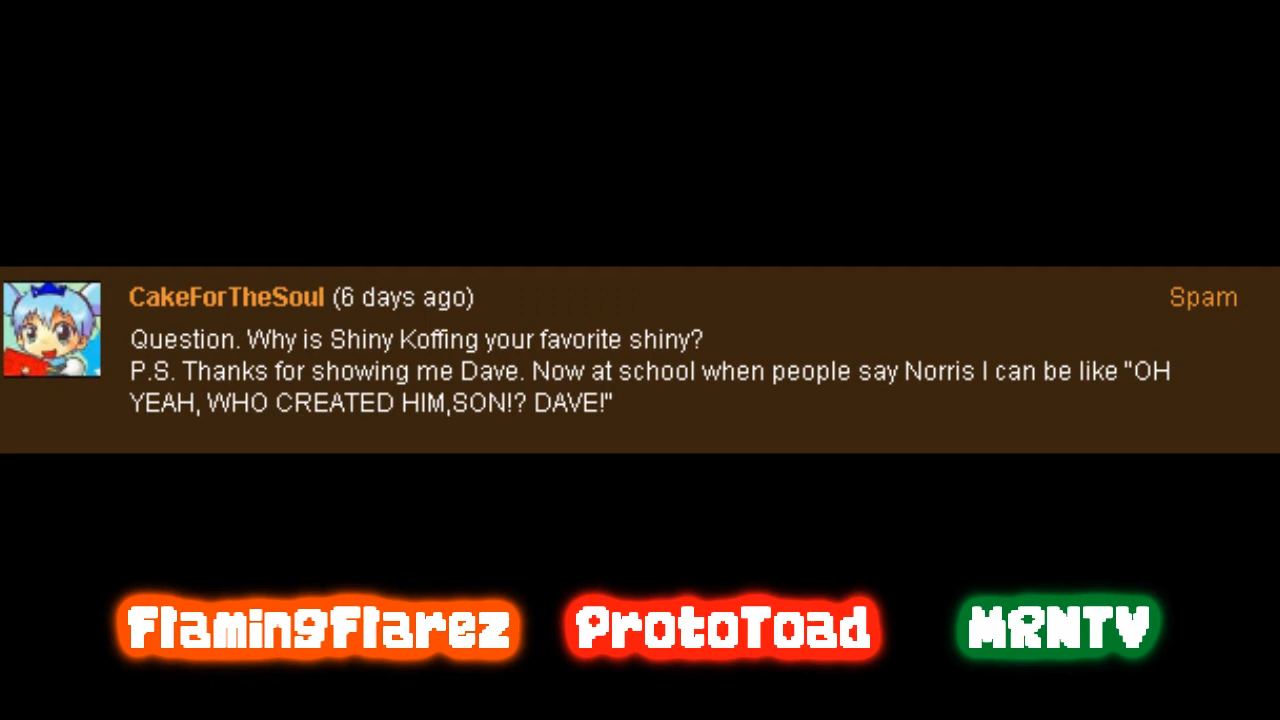 CakeForTheSoul (6 days ago) Spam
Question. Why is Shiny Koffing your favorite shiny?
P.S. Thanks for showing me Dave. Now at school when people say Norris I can be like "OH
YEAH, WHO CREATED HIM,SON!? DAVE!"
FlamingFlarez ProtoToad MRNTV